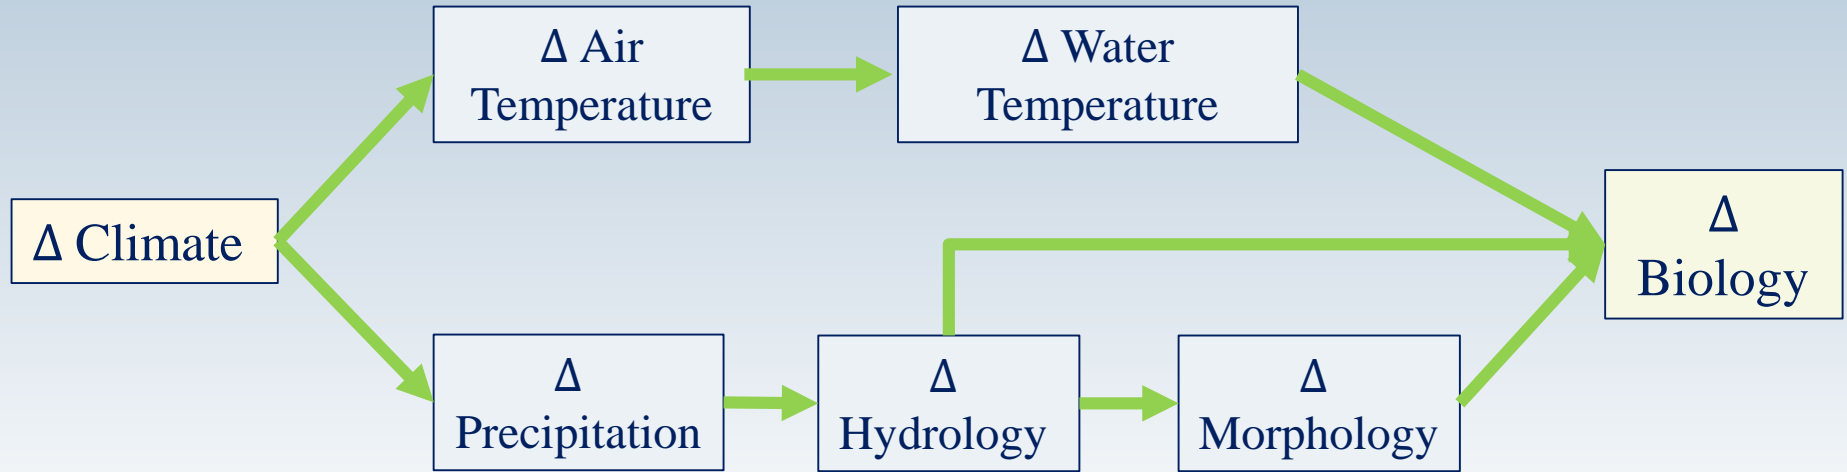 Δ Air
Temperature
Δ Water
Temperature
Δ Climate
Δ
Biology
Δ
Precipitation
Δ
Hydrology
Δ
Morphology